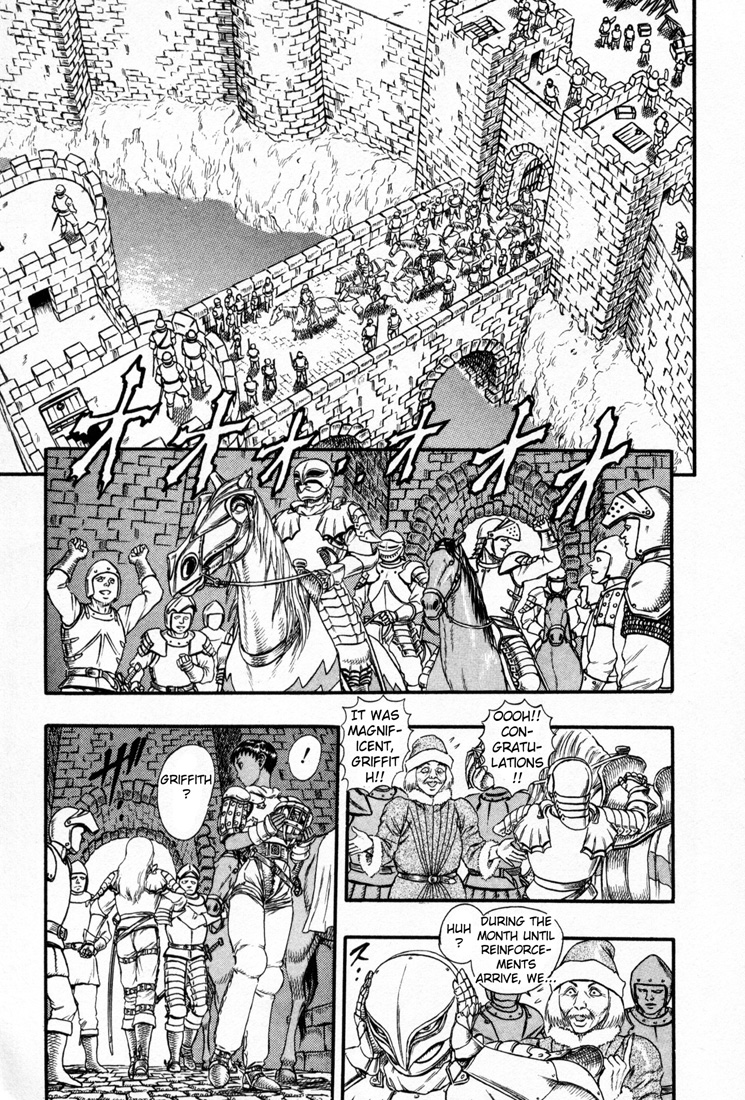 オオオオオオ
OOOH!!
CON-
GRATU-
LATIONS
!!
IT WAS
MAGNIF-
ICENT,
GRIFFIT
H!!
DURING THE
MONTH UNTIL
REINFORCE-
MENTS
ARRIVE, WE...
HUH
?
!
GRIFFITH
?